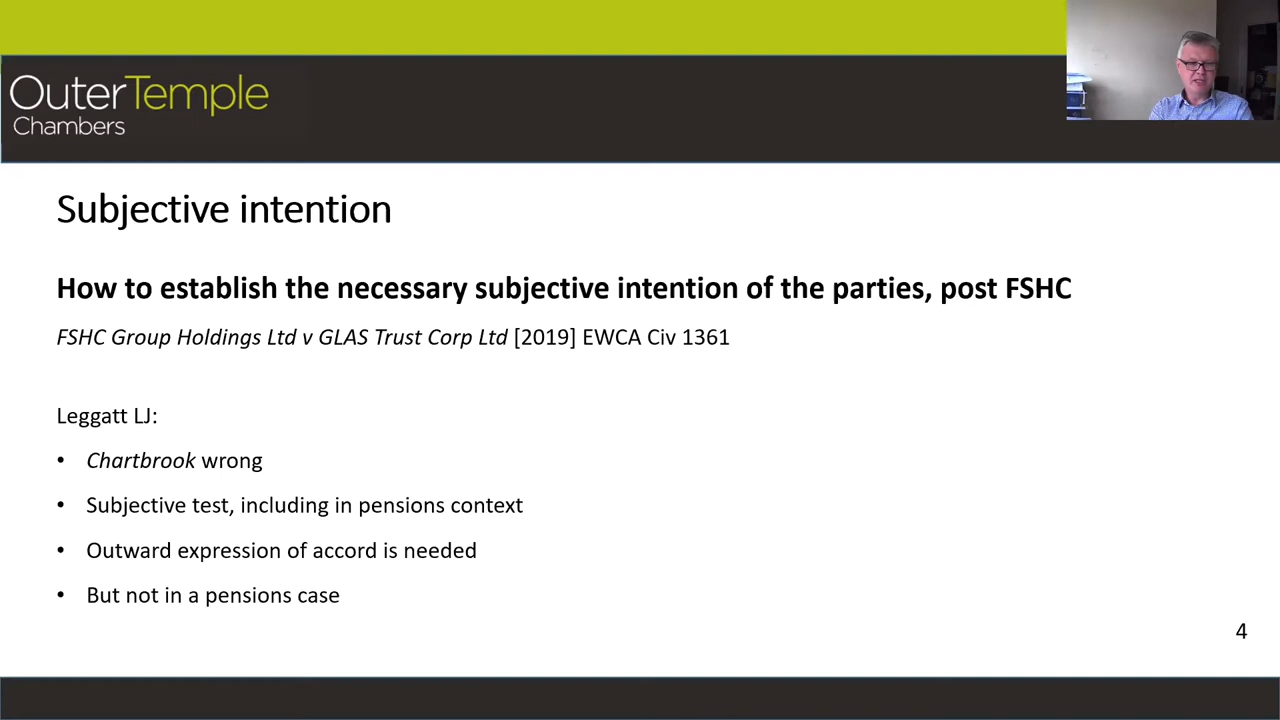 OuterTemple
Chambers
Subjective intention
How to establish the necessary subjective intention of the parties, post FSHC
FSHC Group Holdings Ltd v GLAS Trust Corp Ltd [2019] EWCA Civ 1361
Leggatt LJ:
• Chartbrook wrong
• Subjective test, including in pensions context
• Outward expression of accord is needed
• But not in a pensions case
4